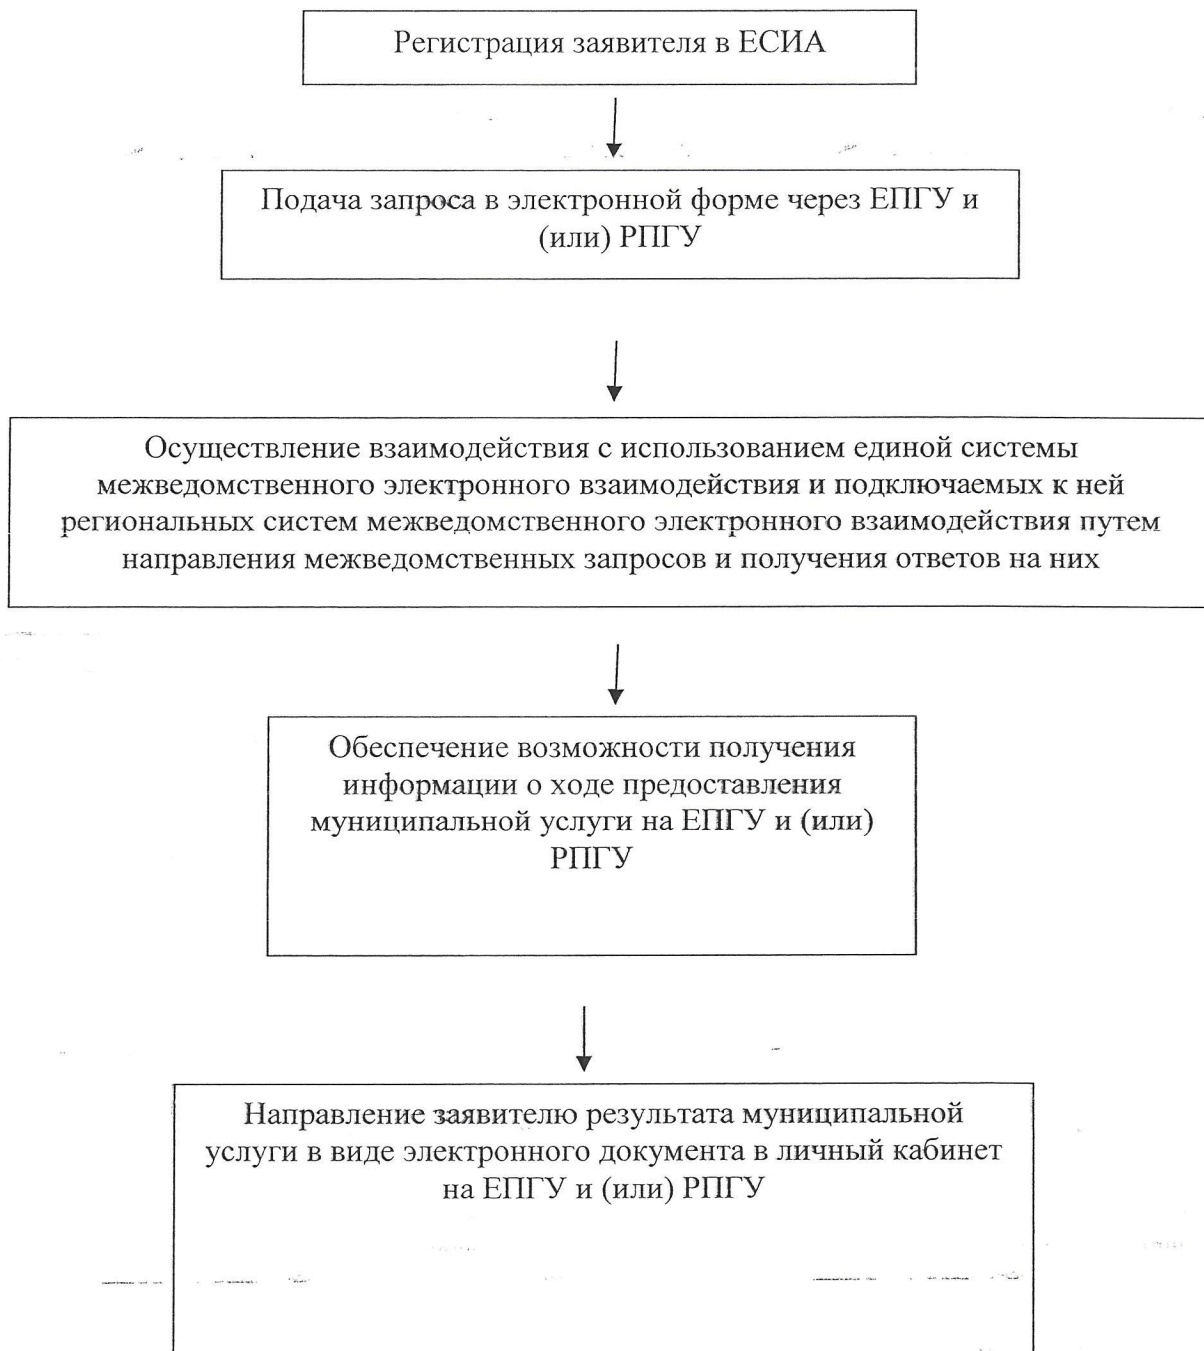 Регистрация заявителя в ЕСИА
Подача запроса в электронной форме через ЕПГУ и
(или) РПГУ
Осуществление взаимодействия с использованием единой системы
межведомственного электронного взаимодействия и подключаемых к ней
региональных систем межведомственного электронного взаимодействия путем
направления межведомственных запросов и получения ответов на них
Обеспечение возможности получения
информации о ходе предоставления
муниципальной услуги на ЕПГУ и (или)
РПГУ
Направление заявителю результата муниципальной
услуги в виде электронного документа в личный кабинет
на ЕПГУ и (или) РПГУ